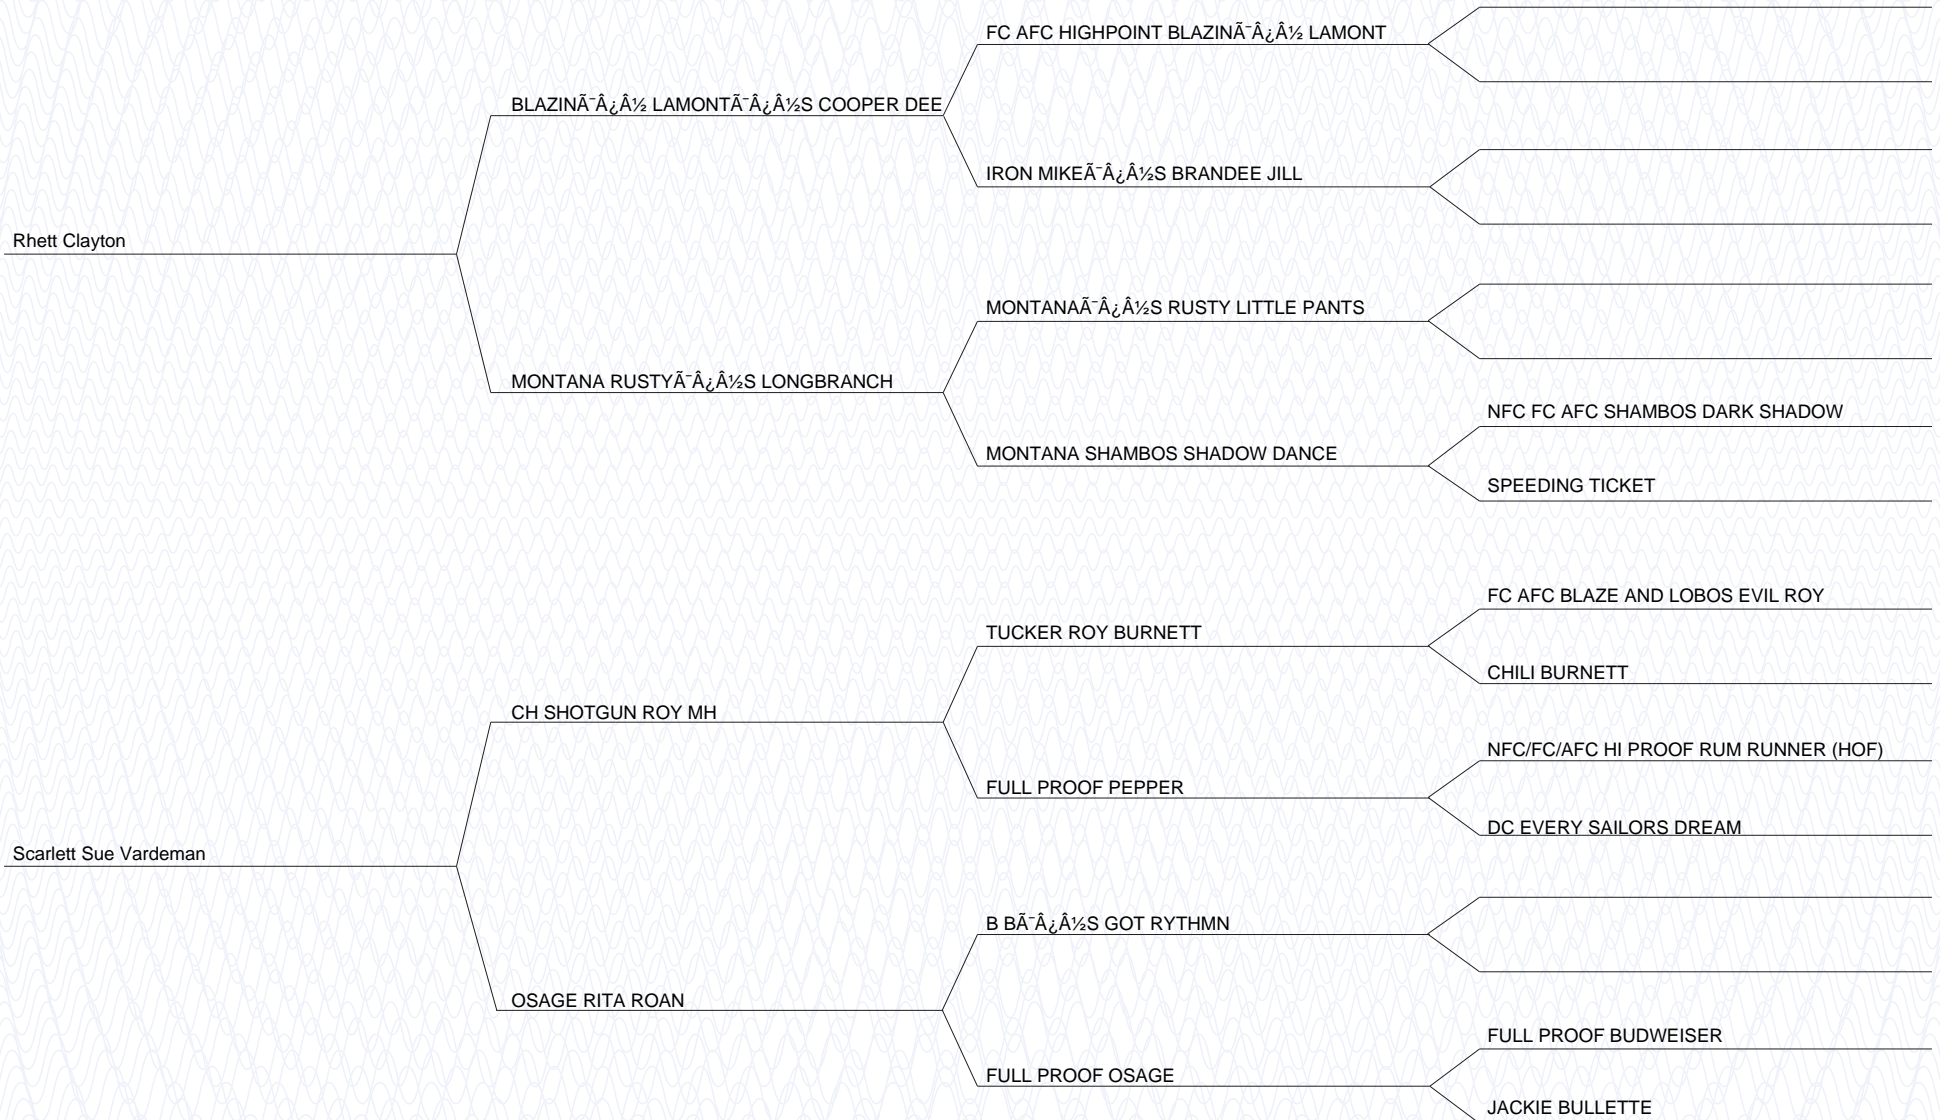 FC AFC HIGHPOINT BLAZINÃ¯Â¿Â½ LAMONT
BLAZINÃ¯Â¿Â½ LAMONTÃ¯Â¿Â½S COOPER DEE
IRON MIKEÃ¯Â¿Â½S BRANDEE JILL
Rhett Clayton
MONTANAÃ¯Â¿Â½S RUSTY LITTLE PANTS
MONTANA RUSTYÃ¯Â¿Â½S LONGBRANCH
NFC FC AFC SHAMBOS DARK SHADOW
MONTANA SHAMBOS SHADOW DANCE
SPEEDING TICKET
FC AFC BLAZE AND LOBOS EVIL ROY
TUCKER ROY BURNETT
CHILI BURNETT
CH SHOTGUN ROY MH
NFC/FC/AFC HI PROOF RUM RUNNER (HOF)
FULL PROOF PEPPER
DC EVERY SAILORS DREAM
Scarlett Sue Vardeman
B BÃ¯Â¿Â½S GOT RYTHMN
OSAGE RITA ROAN
FULL PROOF BUDWEISER
FULL PROOF OSAGE
JACKIE BULLETTE